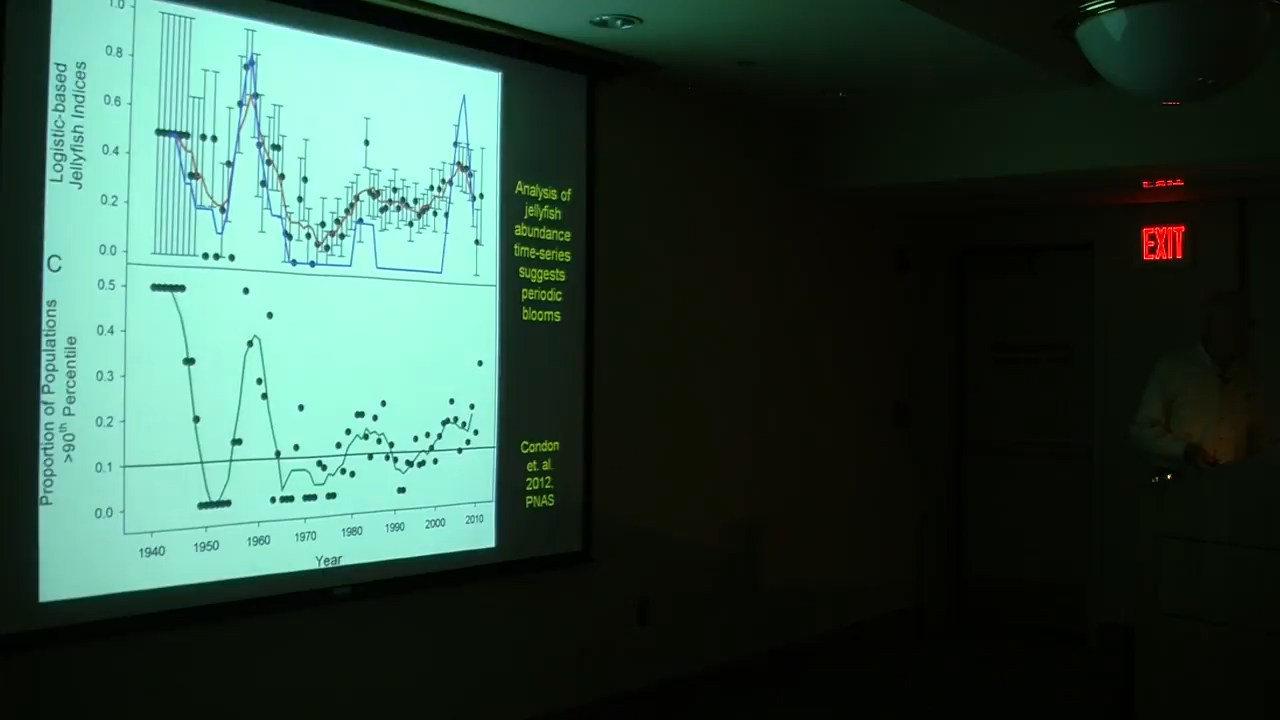 Logistic-based
Jellyfish Indices
1.0
0.8
0.6
0.4
0.2
0.0
C
Proportion of Populations
>90th Percentile
0.5
0.4
0.3
0.2
0.1
0.0
1940 1950 1960 1970 1980 1990 2000 2010
Year
Analysis of
jellyfish
abundance
time-series
suggests
periodic
blooms
Condon
et. al.
2012,
PNAS
EXIT